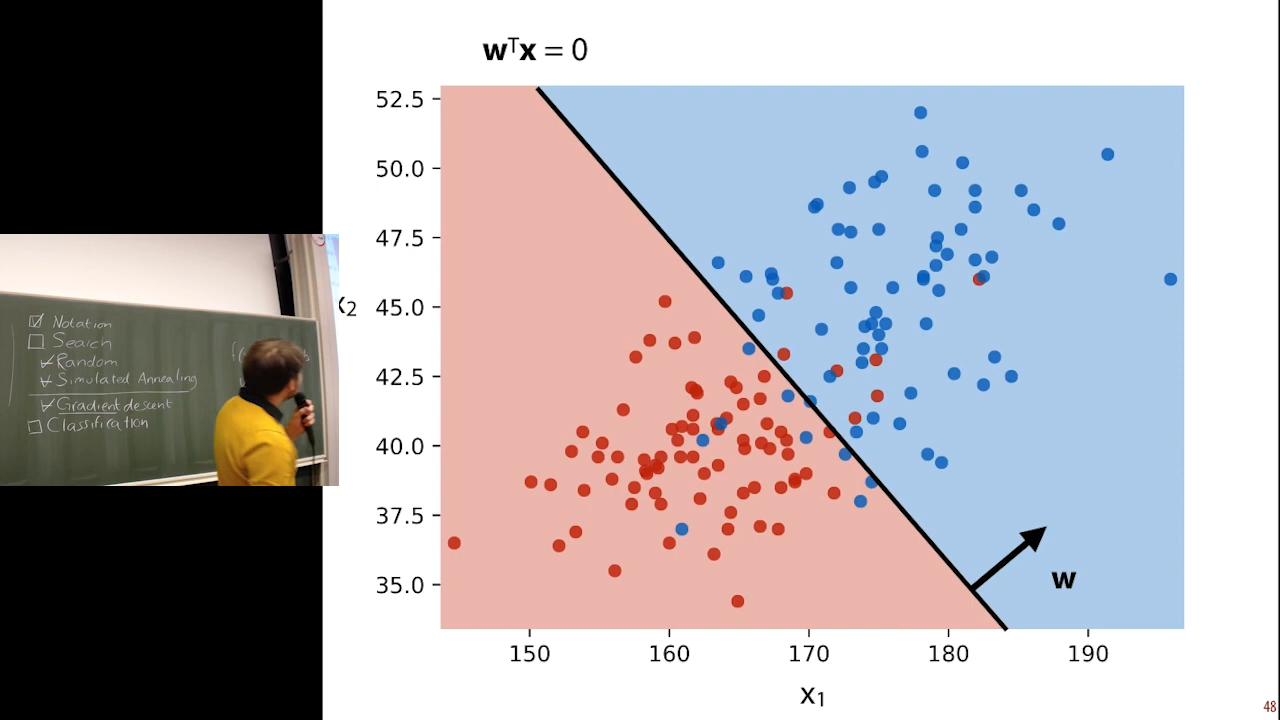 wᵀx = 0
52.5
50.0
47.5
45.0
42.5
40.0
37.5
35.0
x₂
150
160
170
180
190
x₁
w
48
Notation
Search
Random
Simulated Annealing
Gradient descent
Classification